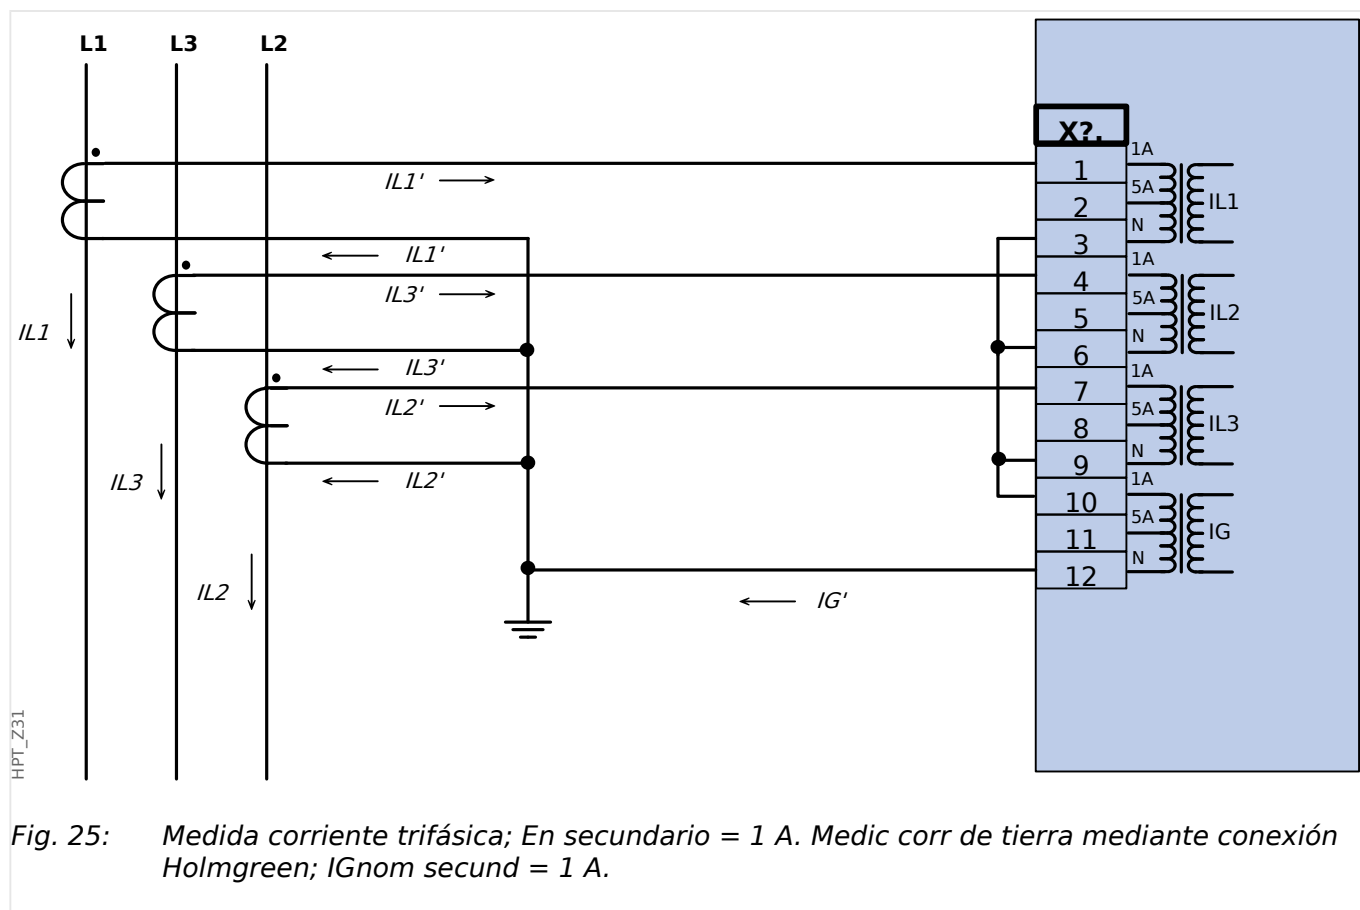 L1 L3 L2
X?.
1 1A
IL1'
2 5A IL1
3 N
IL1'
4 1A
IL3'
5 5A IL2
IL1
6 N
IL3'
7 1A
IL2'
8 5A IL3
9 N
IL2'
IL3
10 1A
11 5A IG
12 N
IL2
IG'
HPT_Z31
Fig. 25: Medida corriente trifásica; En secundario = 1 A. Medic corr de tierra mediante conexión
Holmgreen; IGnom secund = 1 A.